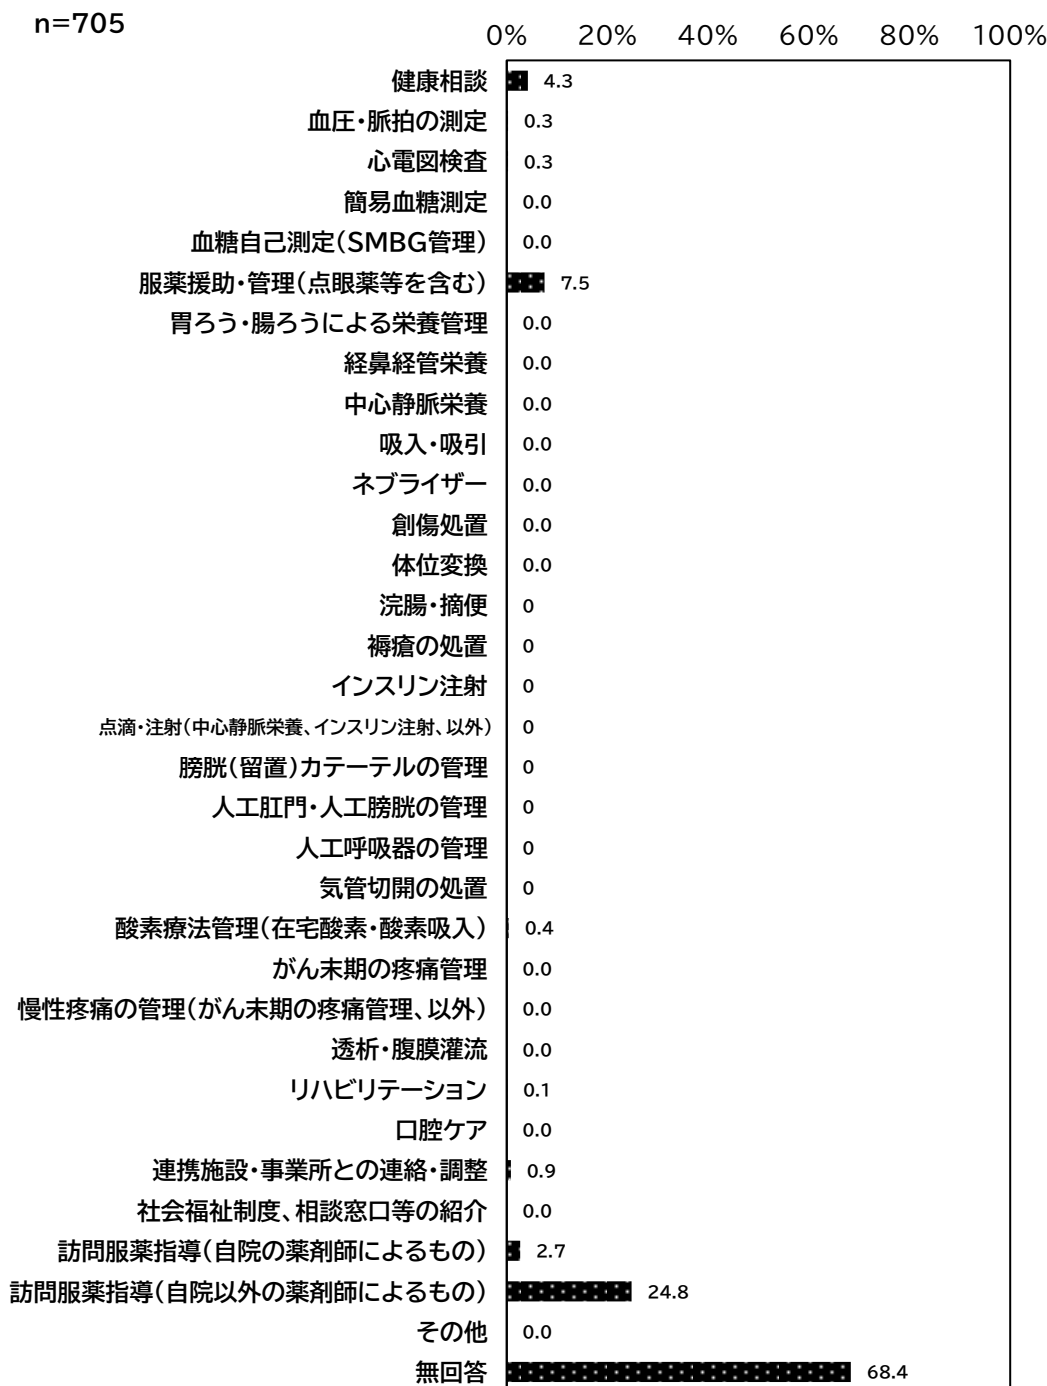 n=705
0% 20% 40% 60% 80% 100%
健康相談 4.3
血圧・脈拍の測定 0.3
心電図検査 0.3
簡易血糖測定 0.0
血糖自己測定(SMBG管理) 0.0
服薬援助・管理(点眼薬等を含む) 7.5
胃ろう・腸ろうによる栄養管理 0.0
経鼻経管栄養 0.0
中心静脈栄養 0.0
吸入・吸引 0.0
ネブライザー 0.0
創傷処置 0.0
体位変換 0.0
浣腸・摘便 0
褥瘡の処置 0
インスリン注射 0
点滴・注射(中心静脈栄養、インスリン注射、以外) 0
膀胱(留置)カテーテルの管理 0
人工肛門・人工膀胱の管理 0
人工呼吸器の管理 0
気管切開の処置 0
酸素療法管理(在宅酸素・酸素吸入) 0.4
がん末期の疼痛管理 0.0
慢性疼痛の管理(がん末期の疼痛管理、以外) 0.0
透析・腹膜灌流 0.0
リハビリテーション 0.1
口腔ケア 0.0
連携施設・事業所との連絡・調整 0.9
社会福祉制度、相談窓口等の紹介 0.0
訪問服薬指導(自院の薬剤師によるもの) 2.7
訪問服薬指導(自院以外の薬剤師によるもの) 24.8
その他 0.0
無回答 68.4